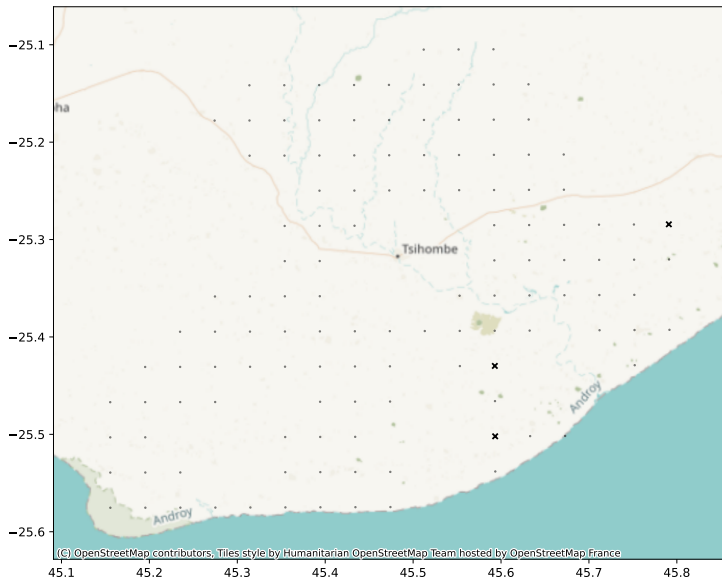 −25.1
ha
−25.2
Tsihombe
−25.3
−25.4
Androy
−25.5
Androy
−25.6
(C) OpenStreetMap contributors, Tiles style by Humanitarian OpenStreetMap Team hosted by OpenStreetMap France
45.1 45.2 45.3 45.4 45.5 45.6 45.7 45.8